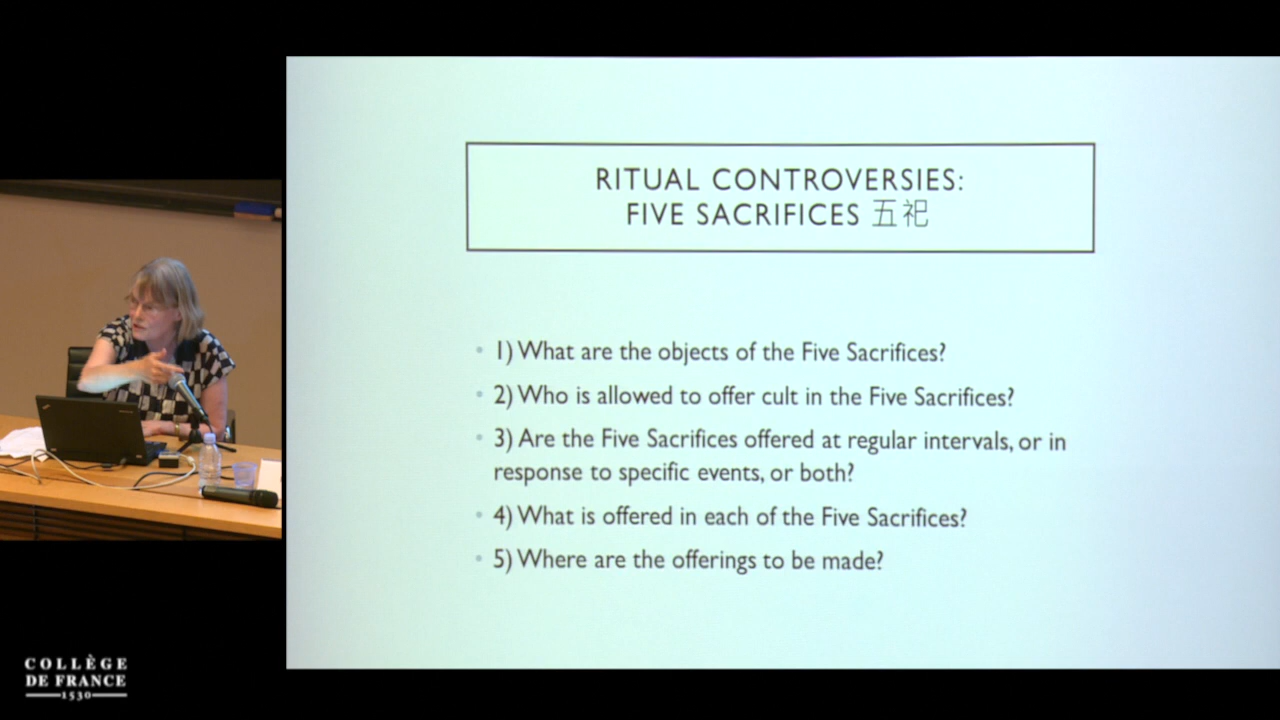 RITUAL CONTROVERSIES:
FIVE SACRIFICES 五祀
• 1) What are the objects of the Five Sacrifices?
• 2) Who is allowed to offer cult in the Five Sacrifices?
• 3) Are the Five Sacrifices offered at regular intervals, or in
response to specific events, or both?
• 4) What is offered in each of the Five Sacrifices?
• 5) Where are the offerings to be made?
COLLÈGE
DE FRANCE
1530